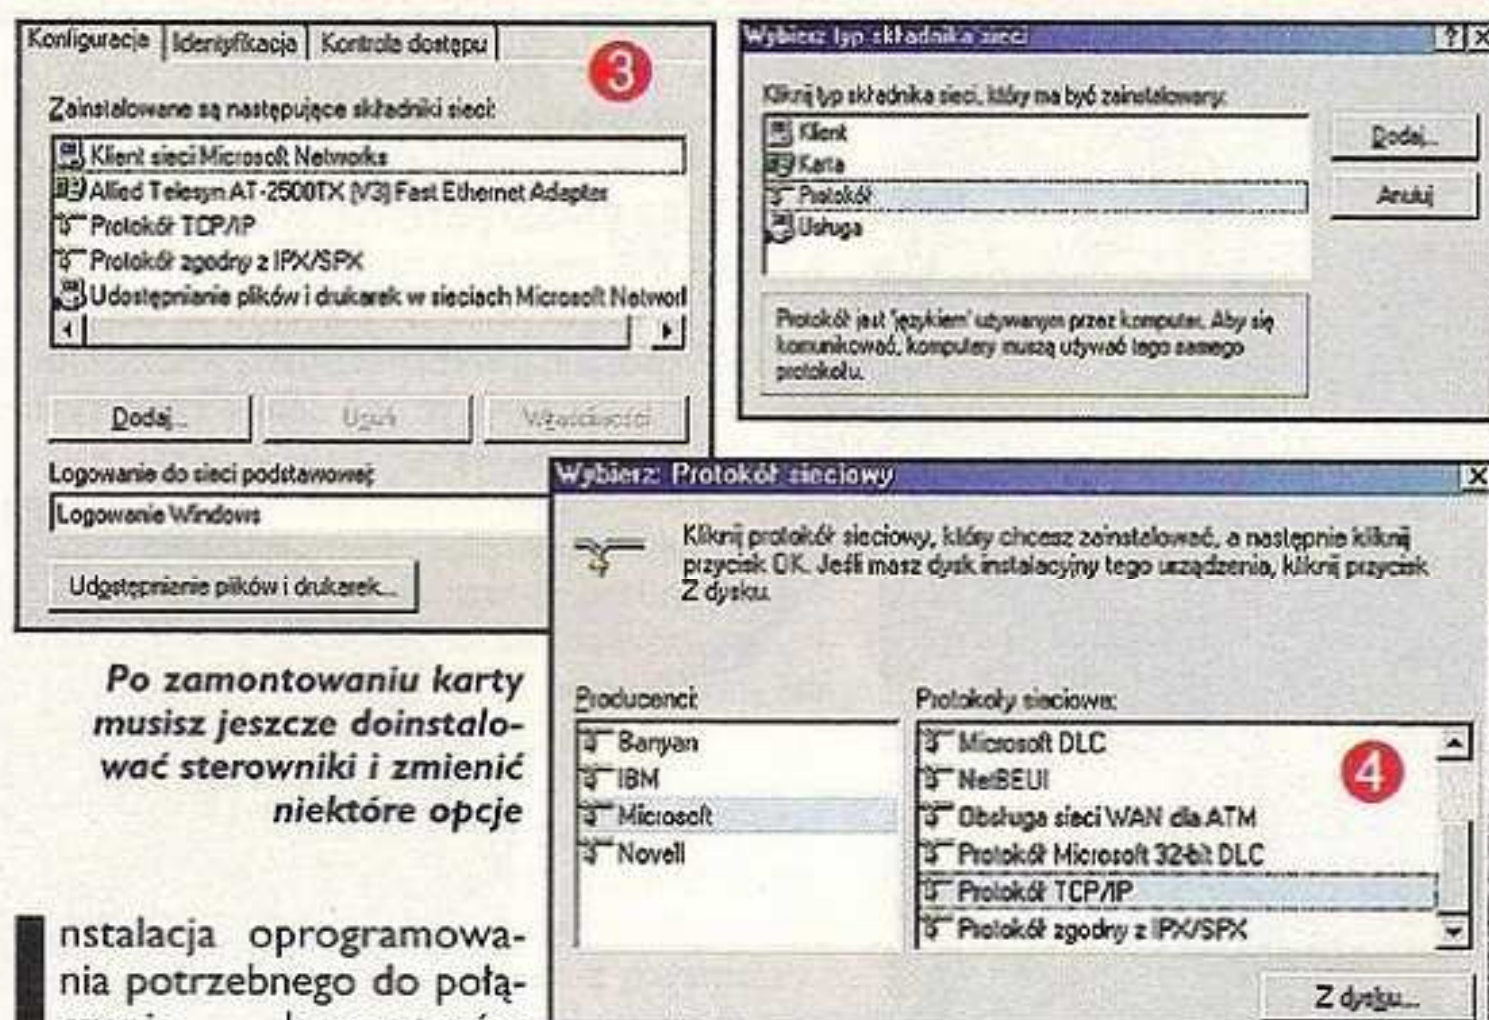 Konfiguracja Identyfikacja Kontrola dostępu
3
Zainstalowane są następujące składniki sieci:
Klient sieci Microsoft Networks
Allied Telesyn AT-2500TX (V3) Fast Ethernet Adapter
Protokół TCP/IP
Protokół zgodny z IPX/SPX
Udostępnianie plików i drukarek w sieciach Microsoft Networ
Dodaj... Usuń Właściwości
Logowanie do sieci podstawowej:
Logowanie Windows
Udostępnianie plików i drukarek...
Wybierz typ składnika sieci
Kliknij typ składnika sieci, który ma być zainstalowany:
Klient
Karta
Protokół
Usługa
Dodaj...
Anuluj
Protokół jest 'językiem' używanym przez komputer. Aby się
komunikować, komputery muszą używać tego samego
protokołu.
Wybierz: Protokół sieciowy
Kliknij protokół sieciowy, który chcesz zainstalować, a następnie kliknij
przycisk OK. Jeśli masz dysk instalacyjny tego urządzenia, kliknij przycisk
Z dysku.
Producenci:
Banyan
IBM
Microsoft
Novell
Protokoły sieciowe:
4
Microsoft DLC
NetBEUI
Obsługa sieci WAN dla ATM
Protokół Microsoft 32-bit DLC
Protokół TCP/IP
Protokół zgodny z IPX/SPX
Z dysku...
Po zamontowaniu karty
musisz jeszcze doinstalo-
wać sterowniki i zmienić
niektóre opcje
Instalacja oprogramowa-
nia potrzebnego do połą-